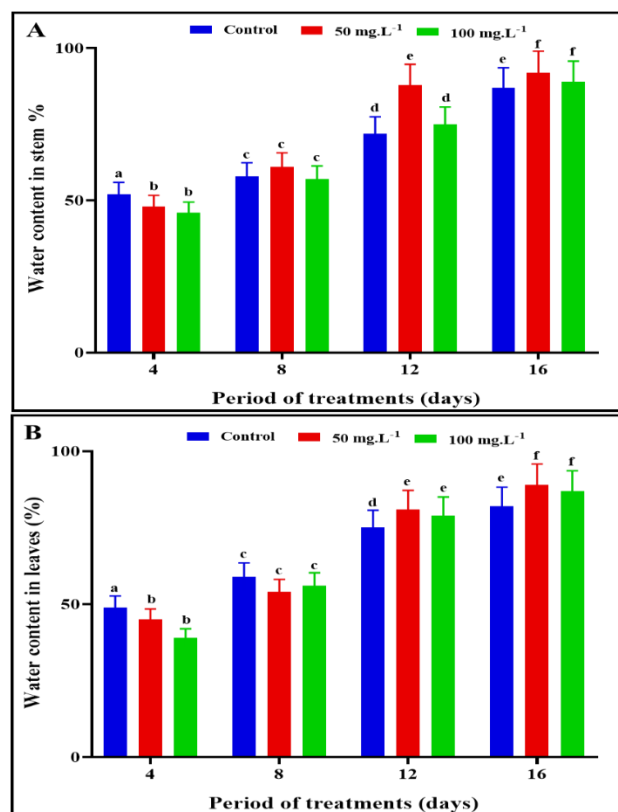 A
Control 50 mg.L⁻¹ 100 mg.L⁻¹
Water content in stem %
100
50
0
a b b
c c c
d e d
e f f
4 8 12 16
Period of treatments (days)
B
Control 50 mg.L⁻¹ 100 mg.L⁻¹
Water content in leaves (%)
100
50
0
a b b
c c c
d e e
e f f
4 8 12 16
Period of treatments (days)